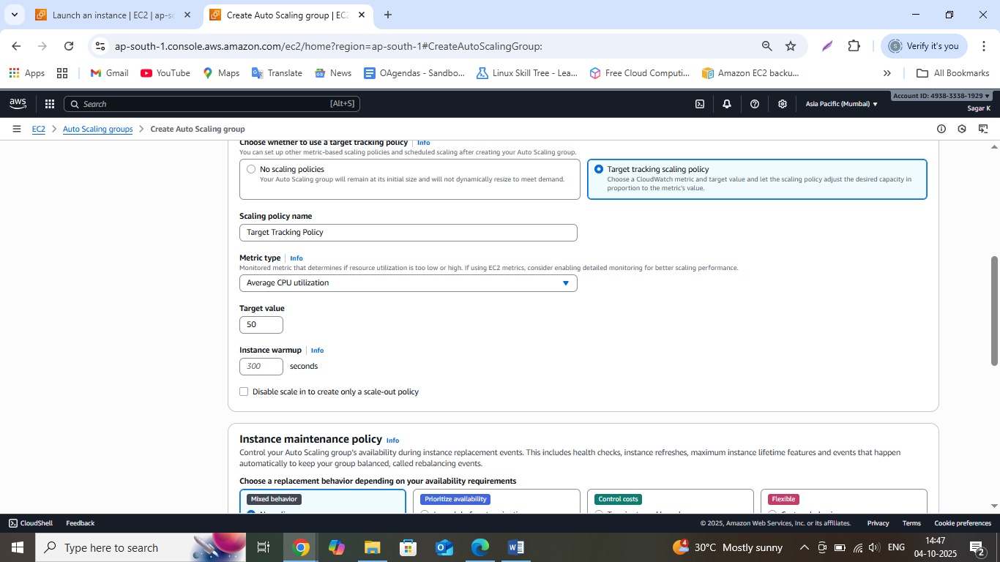 Launch an instance | EC2 | ap-sc
Create Auto Scaling group | EC2
ap-south-1.console.aws.amazon.com/ec2/home?region=ap-south-1#CreateAutoScalingGroup:
S
Verify it's you
Apps
Gmail
YouTube
Maps
Translate
News
OAgendas - Sandbo...
Linux Skill Tree - Lea...
Free Cloud Computi...
Amazon EC2 backu...
All Bookmarks
aws
Search
[Alt+S]
Asia Pacific (Mumbai)
Account ID: 4938-3338-1929
Sagar K
EC2
Auto Scaling groups
Create Auto Scaling group
Choose whether to use a target tracking policy | Info
You can set up other metric-based scaling policies and scheduled scaling after creating your Auto Scaling group.
No scaling policies
Your Auto Scaling group will remain at its initial size and will not dynamically resize to meet demand.
Target tracking scaling policy
Choose a CloudWatch metric and target value and let the scaling policy adjust the desired capacity in
proportion to the metric's value.
Scaling policy name
Target Tracking Policy
Metric type | Info
Monitored metric that determines if resource utilization is too low or high. If using EC2 metrics, consider enabling detailed monitoring for better scaling performance.
Average CPU utilization
Target value
50
Instance warmup | Info
300 seconds
Disable scale in to create only a scale-out policy
Instance maintenance policy Info
Control your Auto Scaling group's availability during instance replacement events. This includes health checks, instance refreshes, maximum instance lifetime features and events that happen
automatically to keep your group balanced, called rebalancing events.
Choose a replacement behavior depending on your availability requirements
Mixed behavior
Prioritize availability
Control costs
Flexible
CloudShell
Feedback
© 2025, Amazon Web Services, Inc. or its affiliates.
Privacy
Terms
Cookie preferences
Type here to search
4
30°C Mostly sunny
ENG
14:47
04-10-2025
2